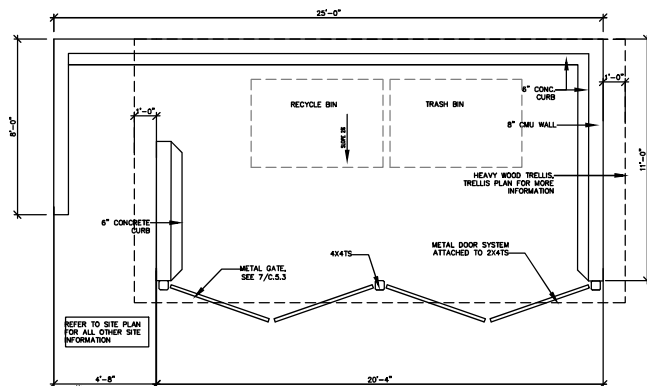 25'-0"
8'-0"
1'-0"
1'-0"
RECYCLE BIN
TRASH BIN
SLOPE 2%
6" CONC.
CURB
8" CMU WALL
11'-0"
HEAVY WOOD TRELLIS,
TRELLIS PLAN FOR MORE
INFORMATION
6" CONCRETE
CURB
METAL GATE,
SEE 7/C.5.3
4X4TS
METAL DOOR SYSTEM
ATTACHED TO 2X4TS
REFER TO SITE PLAN
FOR ALL OTHER SITE
INFORMATION
4'-8"
20'-4"